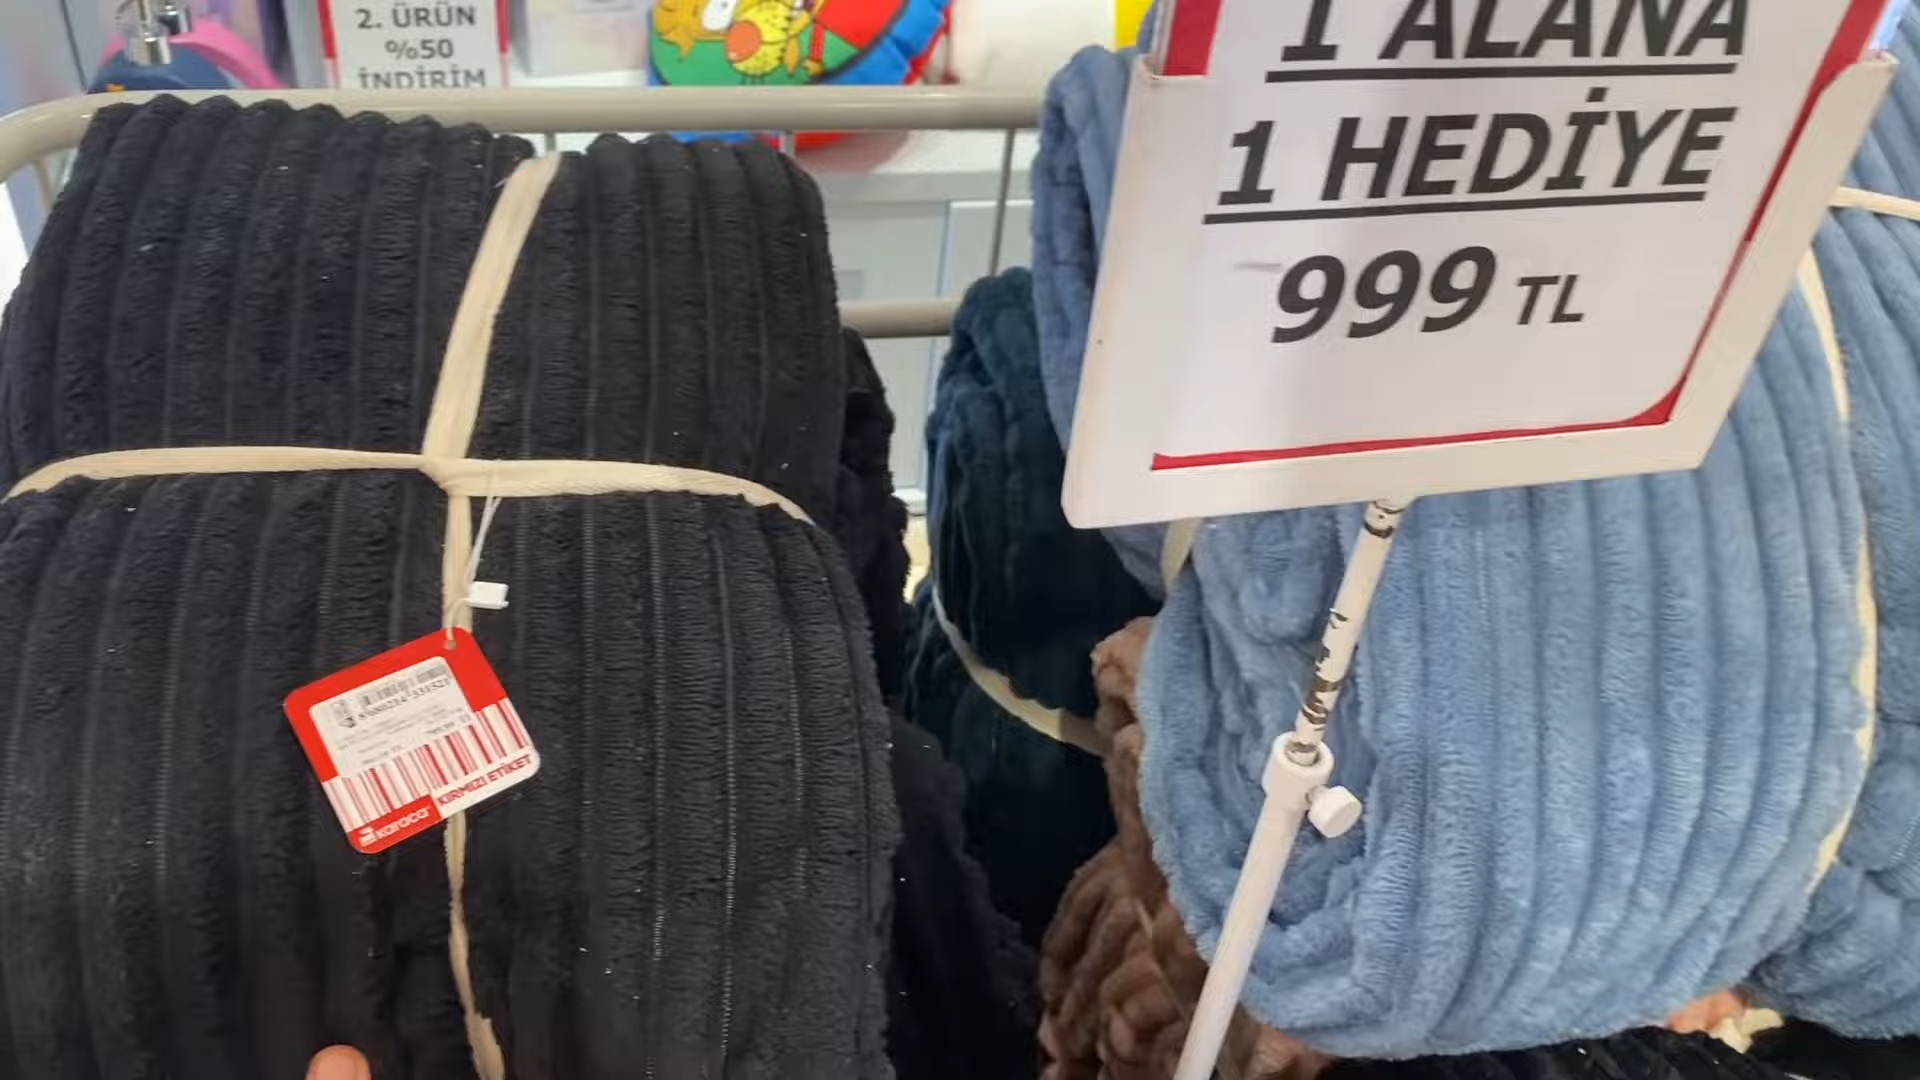 2. ÜRÜN
%50
İNDİRİM
1 ALANA
1 HEDİYE
999 TL
KIRMIZI ETİKET
karaca